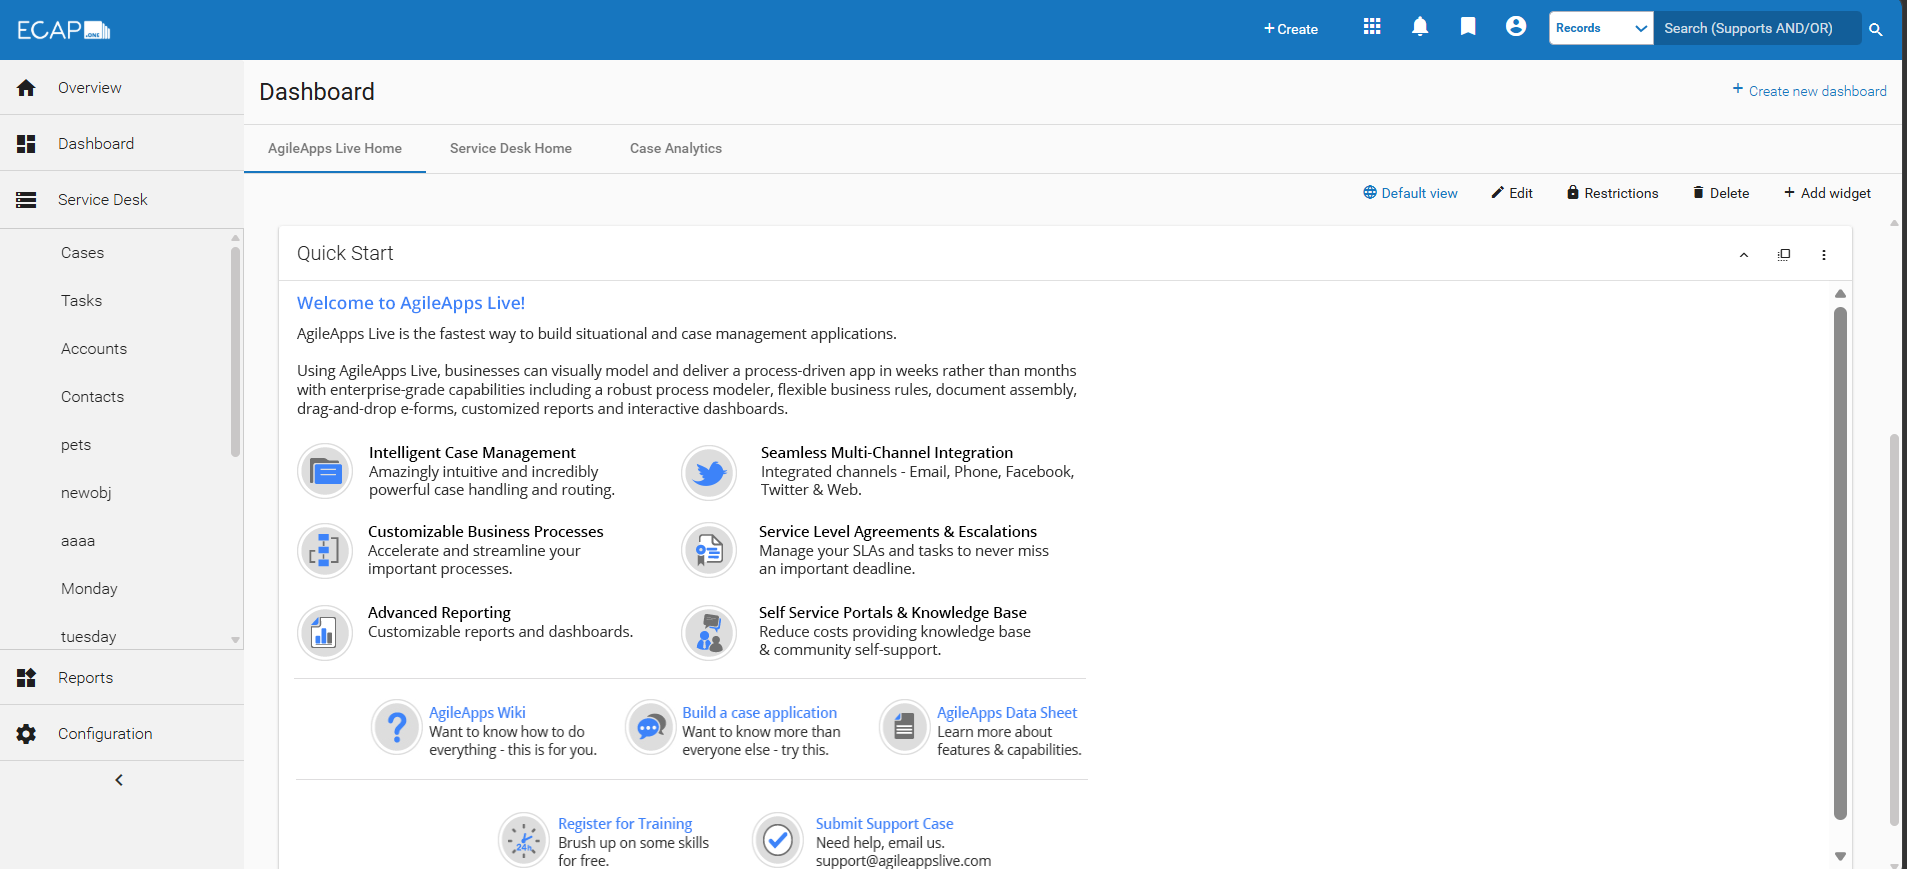 ECAP .ONE
+ Create
Records
Search (Supports AND/OR)
Overview
Dashboard
Service Desk
Cases
Tasks
Accounts
Contacts
pets
newobj
aaaa
Monday
tuesday
Reports
Configuration
Dashboard
+ Create new dashboard
AgileApps Live Home
Service Desk Home
Case Analytics
Default view
Edit
Restrictions
Delete
+ Add widget
Quick Start
Welcome to AgileApps Live!
AgileApps Live is the fastest way to build situational and case management applications.
Using AgileApps Live, businesses can visually model and deliver a process-driven app in weeks rather than months
with enterprise-grade capabilities including a robust process modeler, flexible business rules, document assembly,
drag-and-drop e-forms, customized reports and interactive dashboards.
Intelligent Case Management
Amazingly intuitive and incredibly
powerful case handling and routing.
Seamless Multi-Channel Integration
Integrated channels - Email, Phone, Facebook,
Twitter & Web.
Customizable Business Processes
Accelerate and streamline your
important processes.
Service Level Agreements & Escalations
Manage your SLAs and tasks to never miss
an important deadline.
Advanced Reporting
Customizable reports and dashboards.
Self Service Portals & Knowledge Base
Reduce costs providing knowledge base
& community self-support.
?
AgileApps Wiki
Want to know how to do
everything - this is for you.
Build a case application
Want to know more than
everyone else - try this.
AgileApps Data Sheet
Learn more about
features & capabilities.
24h
Register for Training
Brush up on some skills
for free.
Submit Support Case
Need help, email us.
support@agileappslive.com